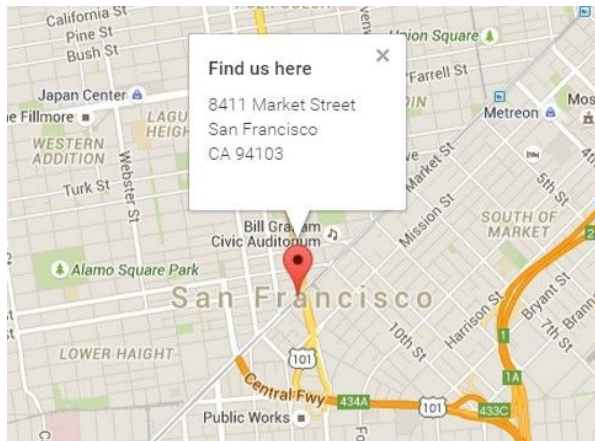 California St
Pine St
Bush St
Union Square
Japan Center
O'Farrell St
Fillmore
Metreon
WESTERN
ADDITION
Webster St
Turk St
Find us here
8411 Market Street
San Francisco
CA 94103
Market St
Mission St
4th
5th St
SOUTH OF
MARKET
Bill Graham
Civic Auditorium
Alamo Square Park
San Francisco
LOWER HAIGHT
10th St
Harrison St
Bryant St
7th St
1
1A
2
101
Central Fwy
434A
101
433C
Public Works